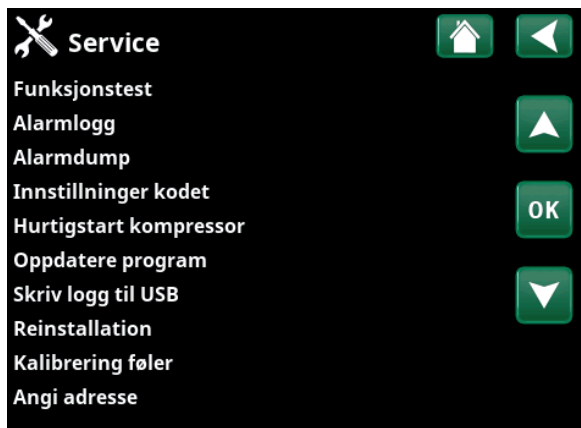 Service
Funksjonstest
Alarmlogg
Alarmdump
Innstillninger kodet
Hurtigstart kompressor
OK
Oppdatere program
Skriv logg til USB
Reinstallation
Kalibrering føler
Angi adresse